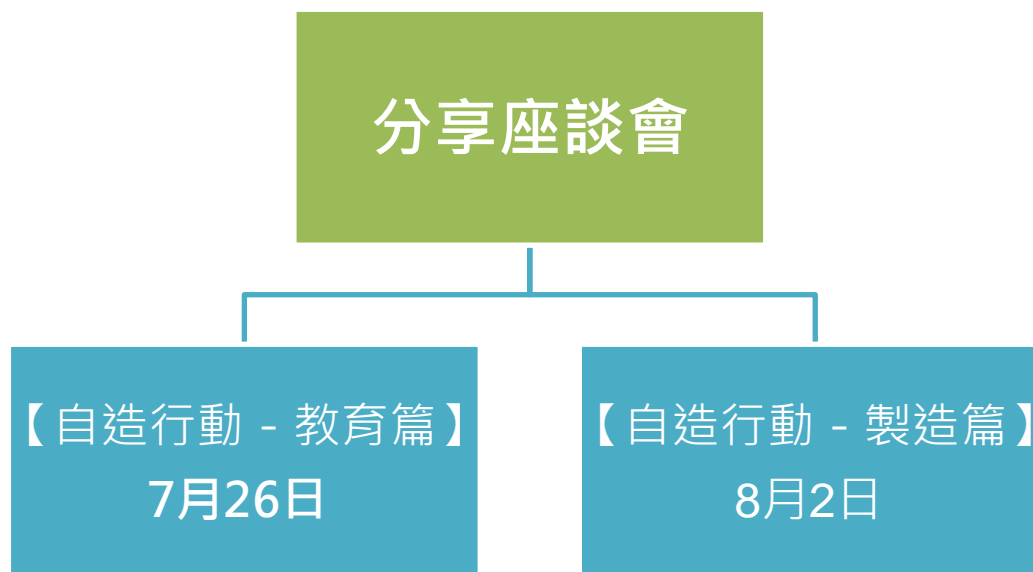 分享座談會
【自造行動 - 教育篇】
7月26日
【自造行動 - 製造篇】
8月2日